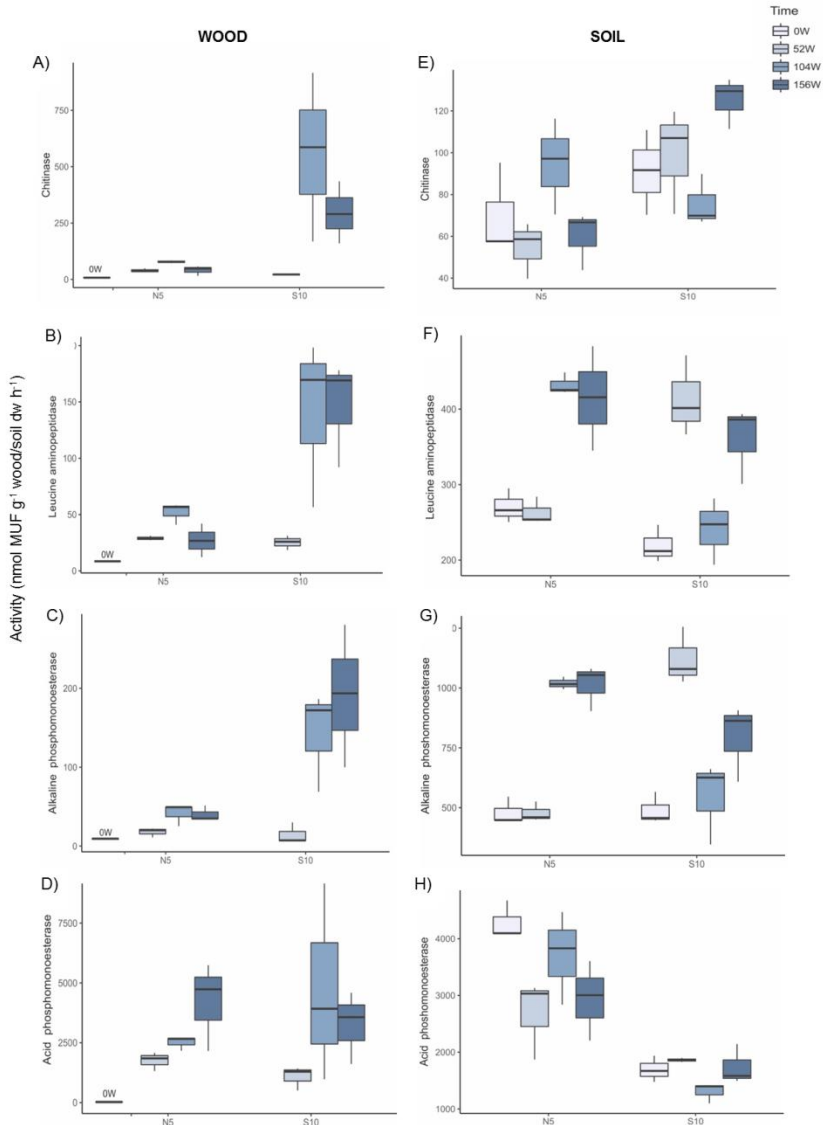 WOOD
SOIL
Time
0W
52W
104W
156W
Activity (nmol MUF g⁻¹ wood/soil dw h⁻¹)
A)
Chitinase
750
500
250
0
0W
N5
S10
E)
Chitinase
120
100
80
60
40
N5
S10
B)
Leucine aminopeptidase
0
150
100
50
0
0W
N5
S10
F)
Leucine aminopeptidase
400
300
200
N5
S10
C)
Alkaline phosphomonoesterase
200
100
0
0W
N5
S10
G)
Alkaline phoshomonoesterase
0
1000
750
500
N5
S10
D)
Acid phosphomonoesterase
7500
5000
2500
0
0W
N5
S10
H)
Acid phoshomonoesterase
4000
3000
2000
1000
N5
S10